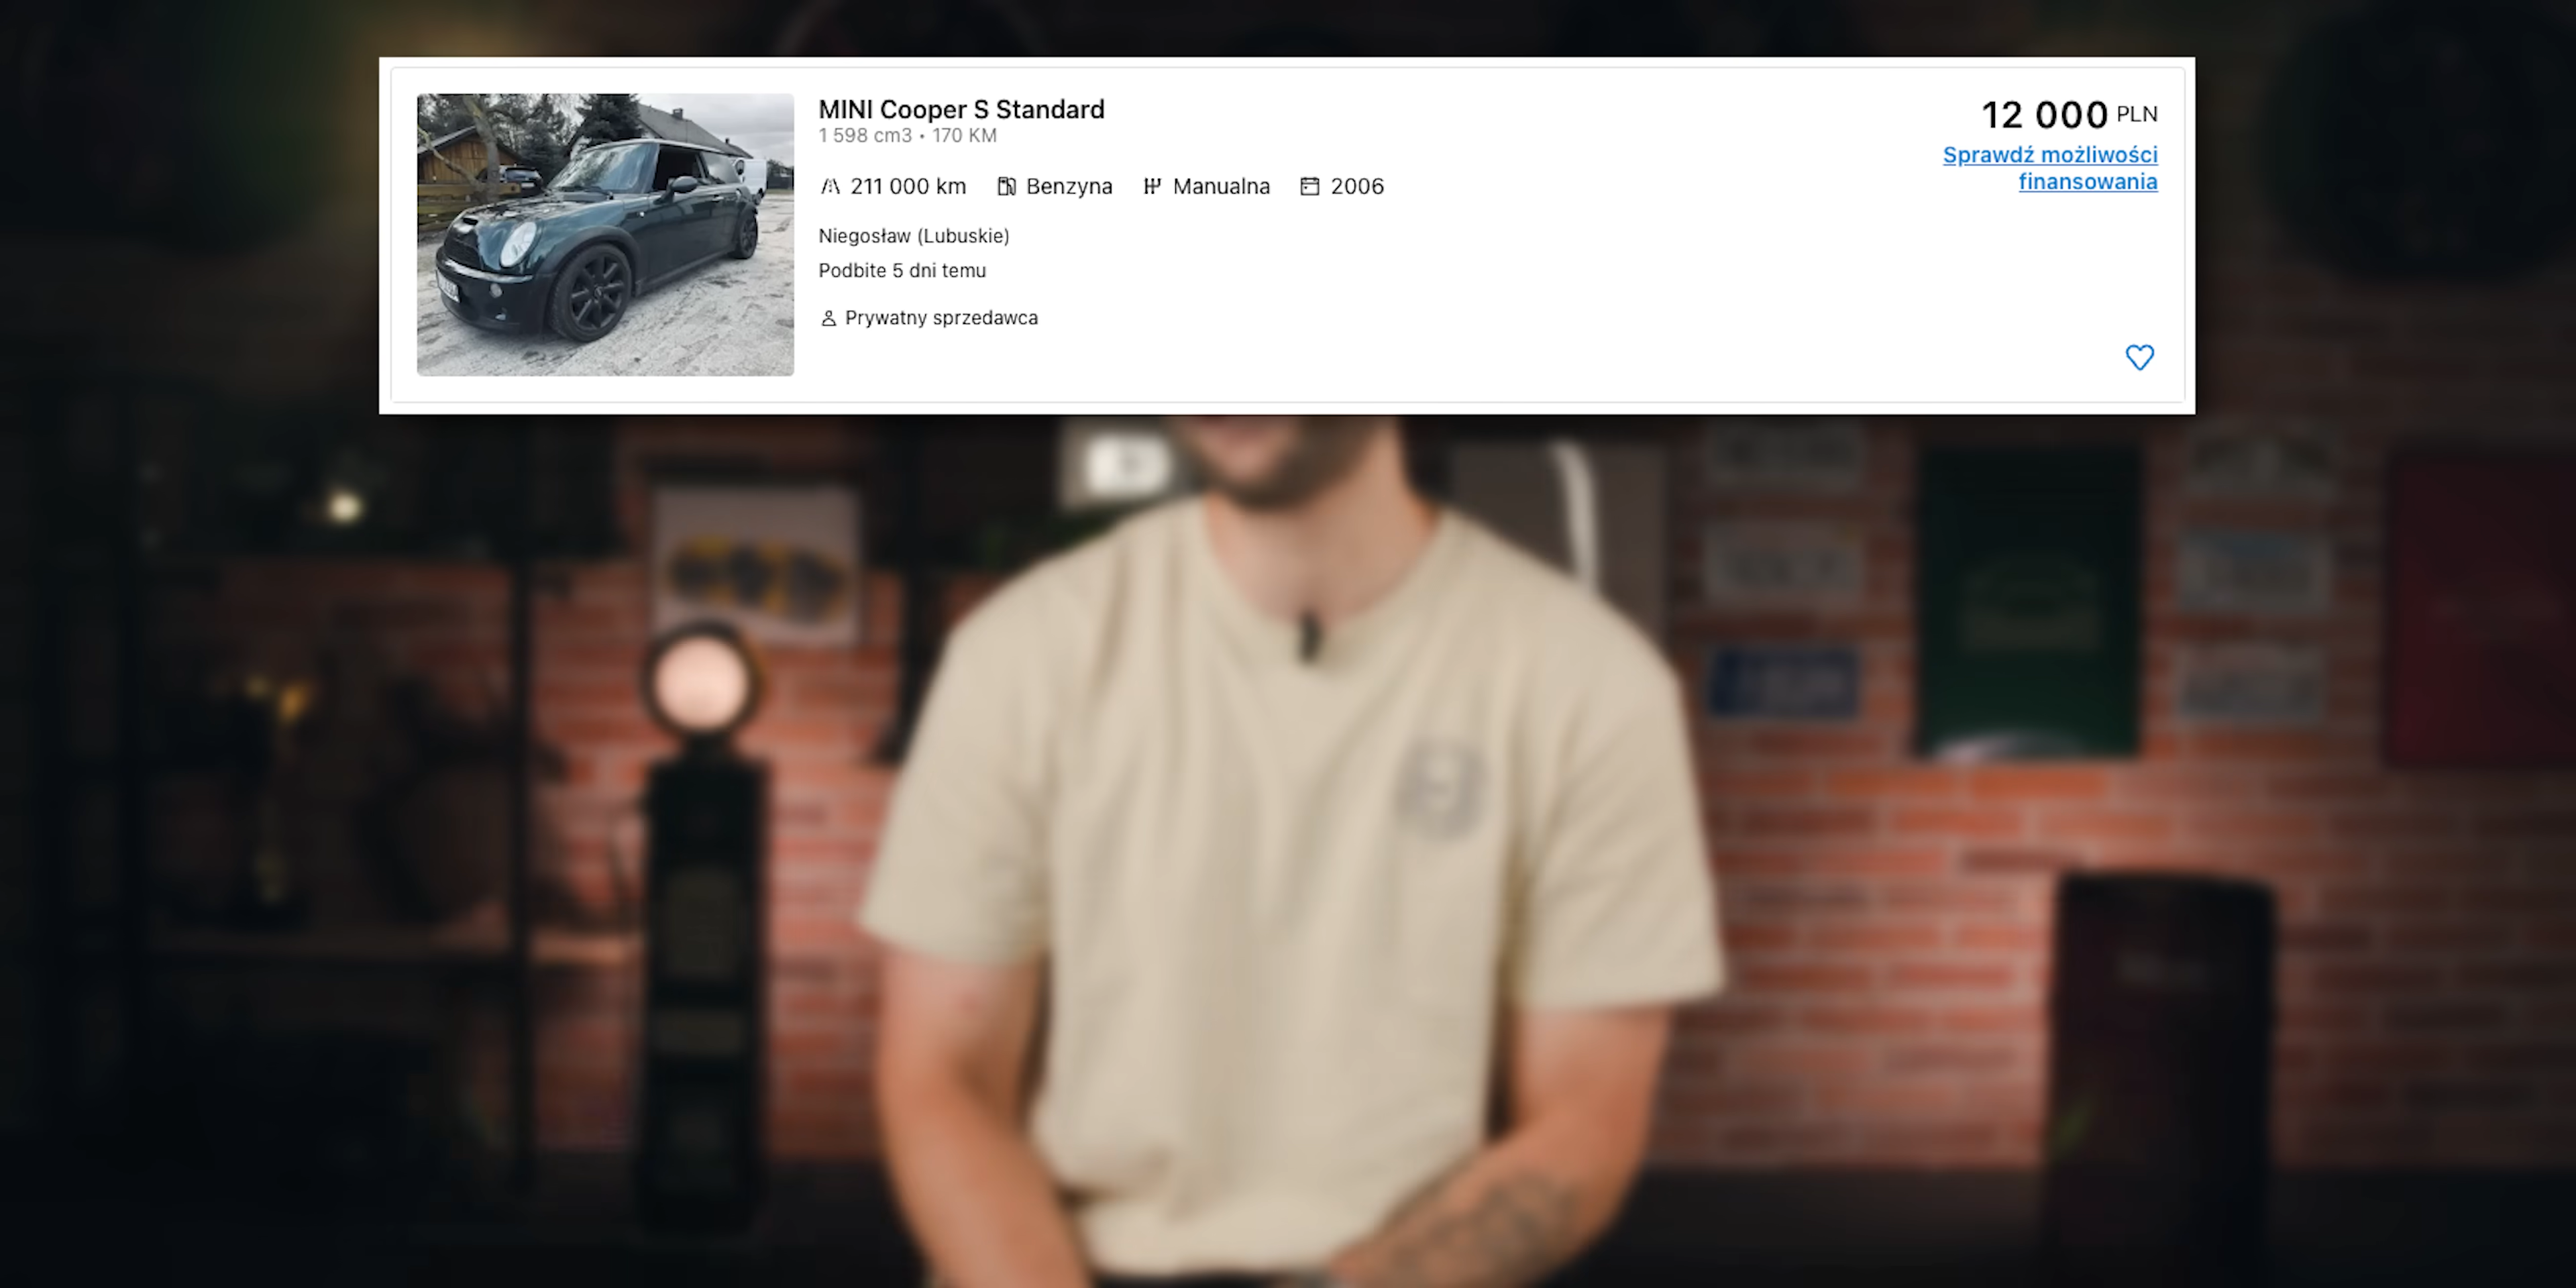 MINI Cooper S Standard
1 598 cm3 • 170 KM
211 000 km Benzyna Manualna 2006
Niegosław (Lubuskie)
Podbite 5 dni temu
Prywatny sprzedawca
12 000 PLN
Sprawdź możliwości
finansowania